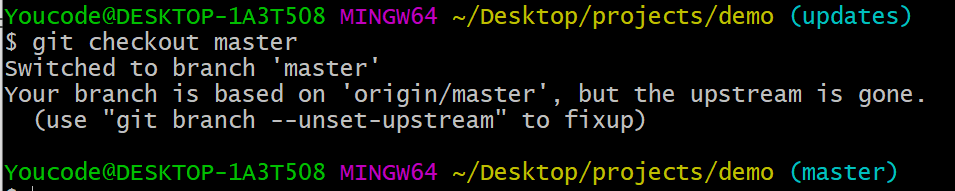 Youcode@DESKTOP-1A3T508 MINGW64 ~/Desktop/projects/demo (updates)
$ git checkout master
Switched to branch 'master'
Your branch is based on 'origin/master', but the upstream is gone.
  (use "git branch --unset-upstream" to fixup)

Youcode@DESKTOP-1A3T508 MINGW64 ~/Desktop/projects/demo (master)
$